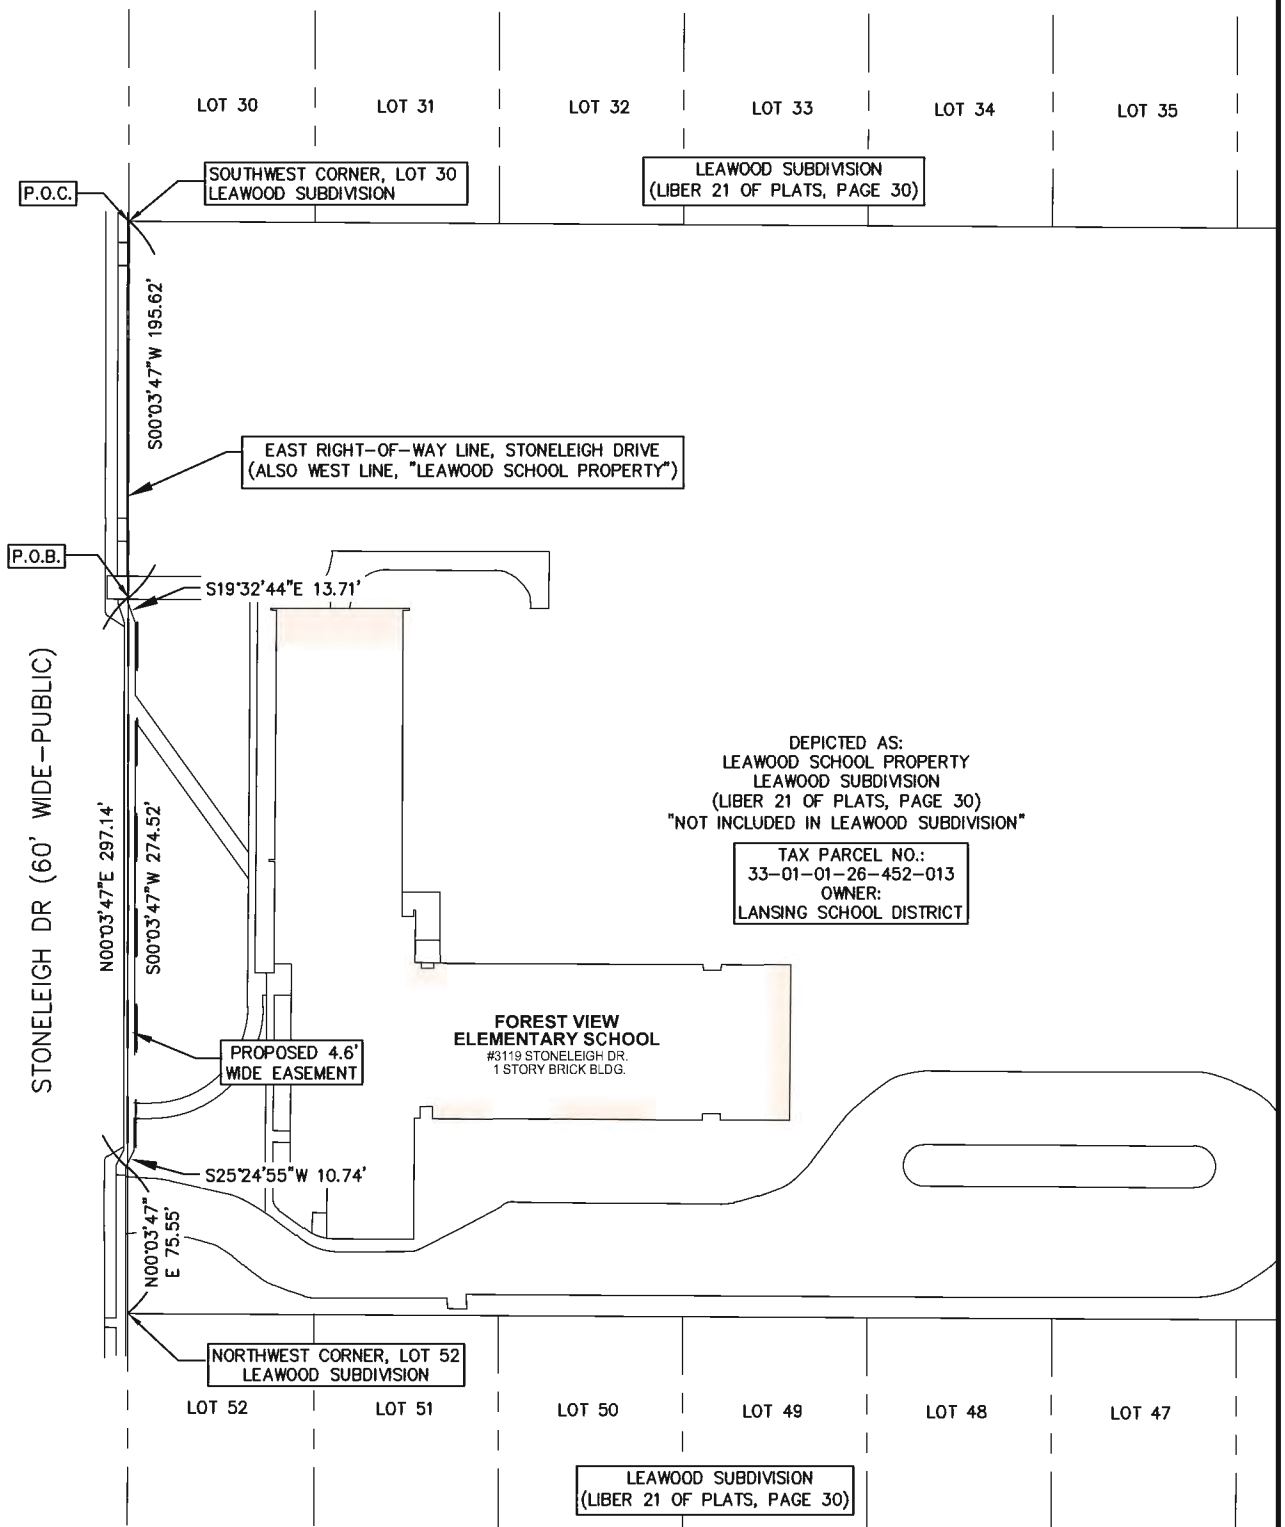 LOT 30
LOT 31
LOT 32
LOT 33
LOT 34
LOT 35
P.O.C.
SOUTHWEST CORNER, LOT 30
LEAWOOD SUBDIVISION
LEAWOOD SUBDIVISION
(LIBER 21 OF PLATS, PAGE 30)
S00°03'47"W 195.62'
EAST RIGHT-OF-WAY LINE, STONELEIGH DRIVE
(ALSO WEST LINE, "LEAWOOD SCHOOL PROPERTY")
P.O.B.
S19°32'44"E 13.71'
STONELEIGH DR (60' WIDE-PUBLIC)
N00°03'47"E 297.14'
S00°03'47"W 274.52'
DEPICTED AS:
LEAWOOD SCHOOL PROPERTY
LEAWOOD SUBDIVISION
(LIBER 21 OF PLATS, PAGE 30)
"NOT INCLUDED IN LEAWOOD SUBDIVISION"
TAX PARCEL NO.:
33-01-01-26-452-013
OWNER:
LANSING SCHOOL DISTRICT
FOREST VIEW
ELEMENTARY SCHOOL
#3119 STONELEIGH DR.
1 STORY BRICK BLDG.
PROPOSED 4.6'
WIDE EASEMENT
S25°24'55"W 10.74'
N00°03'47"
E 75.55'
NORTHWEST CORNER, LOT 52
LEAWOOD SUBDIVISION
LOT 52
LOT 51
LOT 50
LOT 49
LOT 48
LOT 47
LEAWOOD SUBDIVISION
(LIBER 21 OF PLATS, PAGE 30)